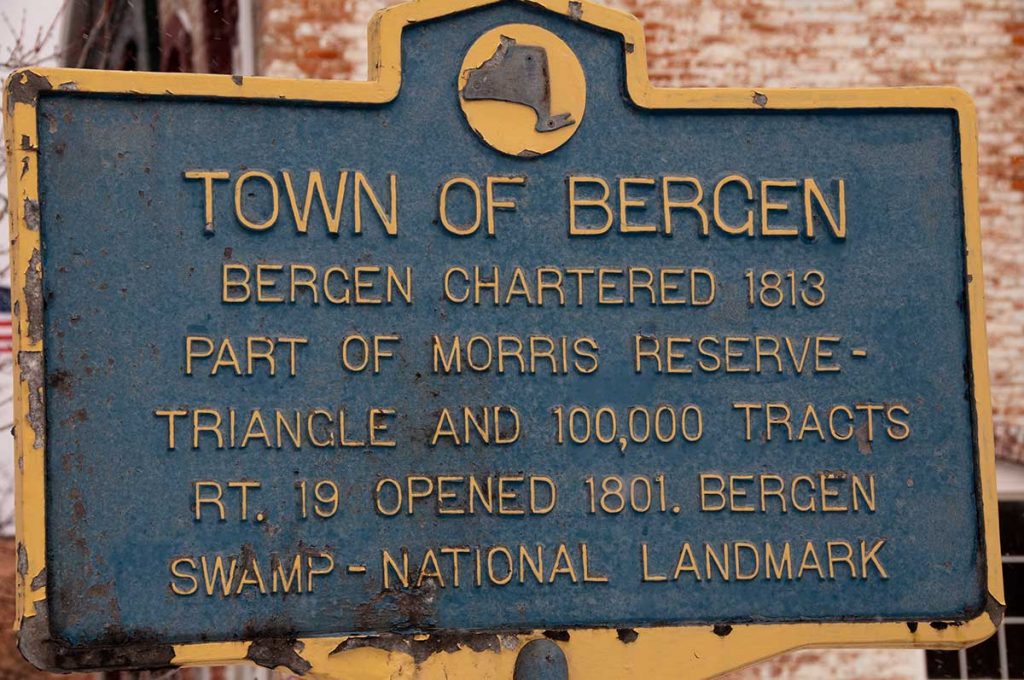 TOWN OF BERGEN
BERGEN CHARTERED 1813
PART OF MORRIS RESERVE-
TRIANGLE AND 100,000 TRACTS
RT. 19 OPENED 1801. BERGEN
SWAMP-NATIONAL LANDMARK